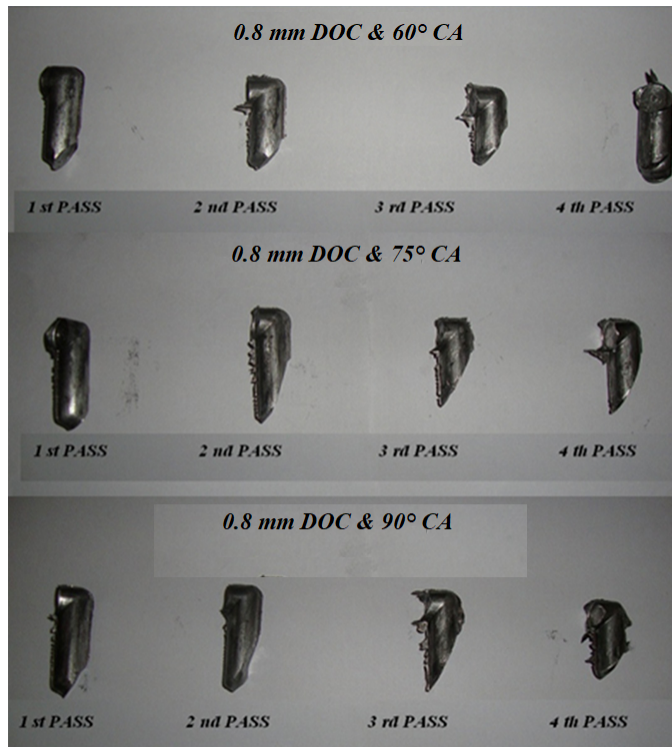 0.8 mm DOC & 60° CA
1 st PASS 2 nd PASS 3 rd PASS 4 th PASS
0.8 mm DOC & 75° CA
1 st PASS 2 nd PASS 3 rd PASS 4 th PASS
0.8 mm DOC & 90° CA
1 st PASS 2 nd PASS 3 rd PASS 4 th PASS